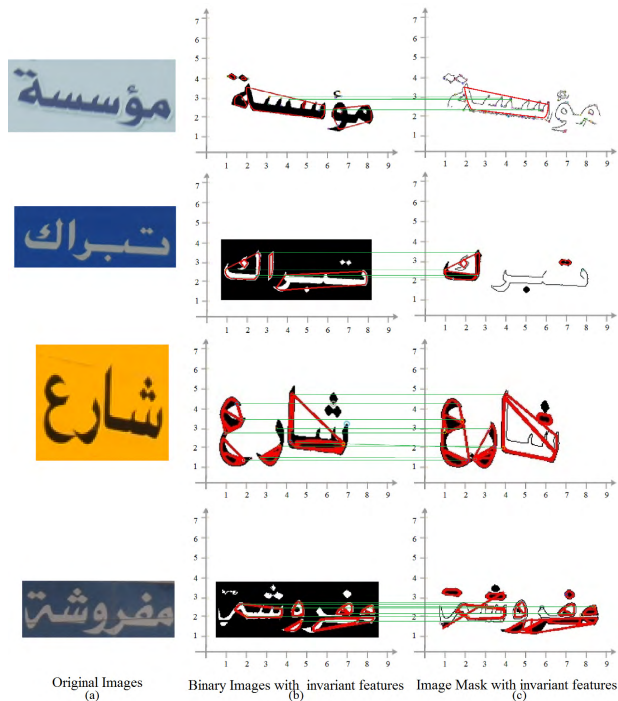 مؤسسة
تبراك
شارع
مفروشة
Original Images
(a)
Binary Images with invariant features
(b)
Image Mask with invariant features
(c)